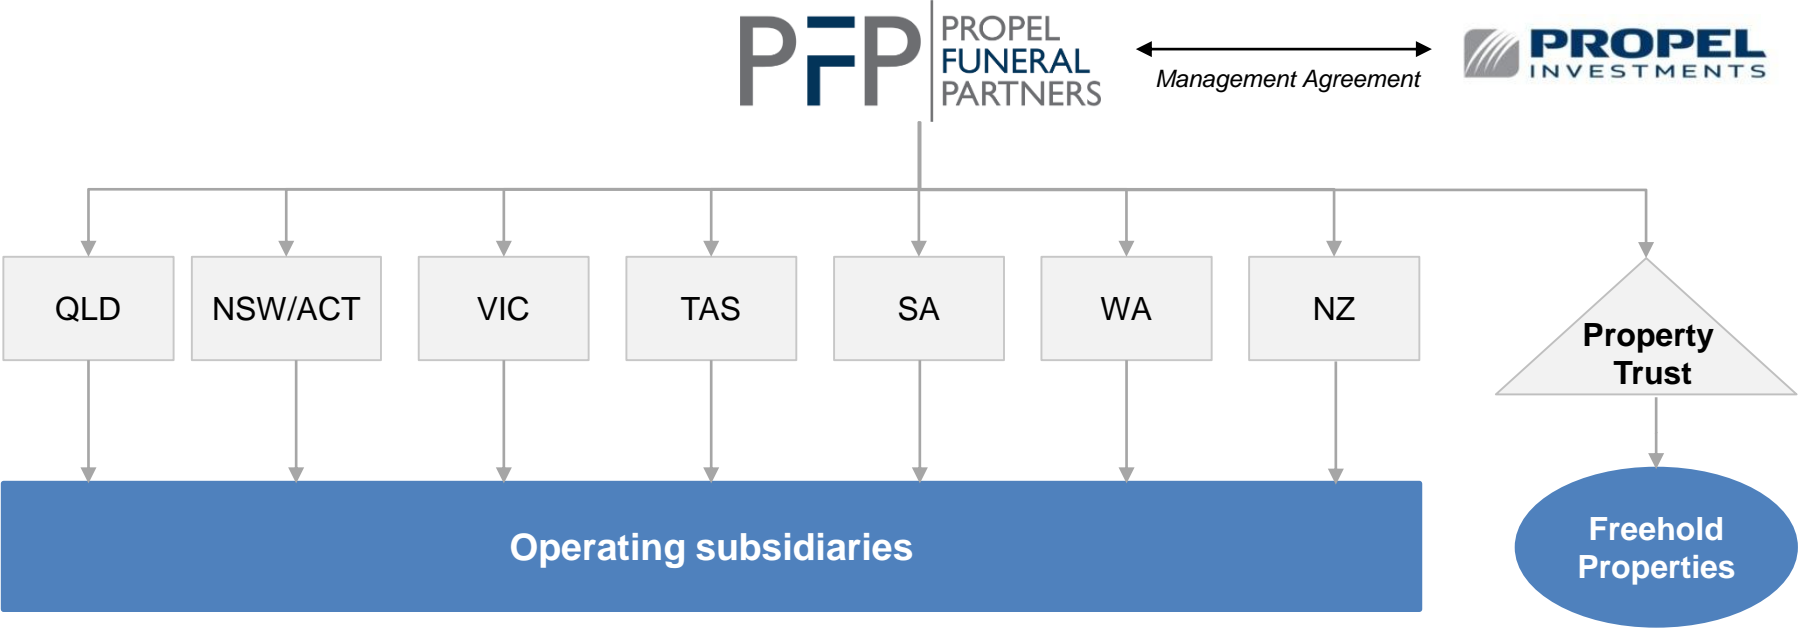 PFP
PROPEL
FUNERAL
PARTNERS
Management Agreement
PROPEL
INVESTMENTS
QLD
NSW/ACT
VIC
TAS
SA
WA
NZ
Property
Trust
Operating subsidiaries
Freehold
Properties